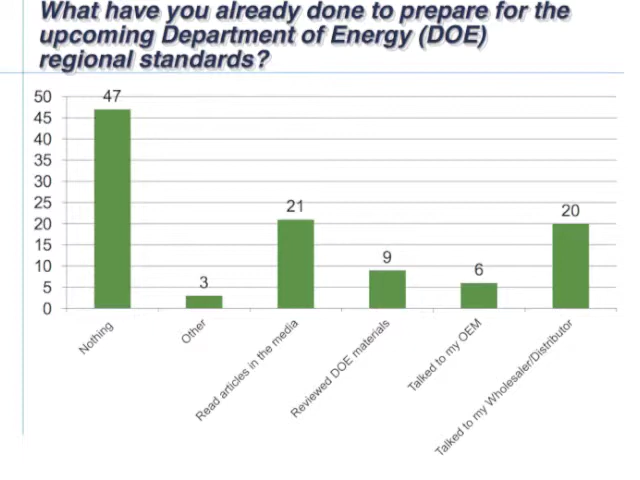 What have you already done to prepare for the
upcoming Department of Energy (DOE)
regional standards?
50
45
40
35
30
25
20
15
10
5
0
47
3
21
9
6
20
Nothing
Other
Read articles in the media
Reviewed DOE materials
Talked to my OEM
Talked to my Wholesaler/Distributor